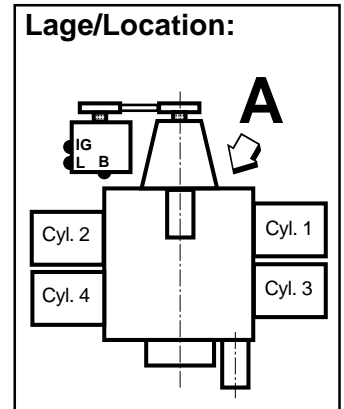 Lage/Location:
A
IG
L B
Cyl. 2
Cyl. 1
Cyl. 4
Cyl. 3